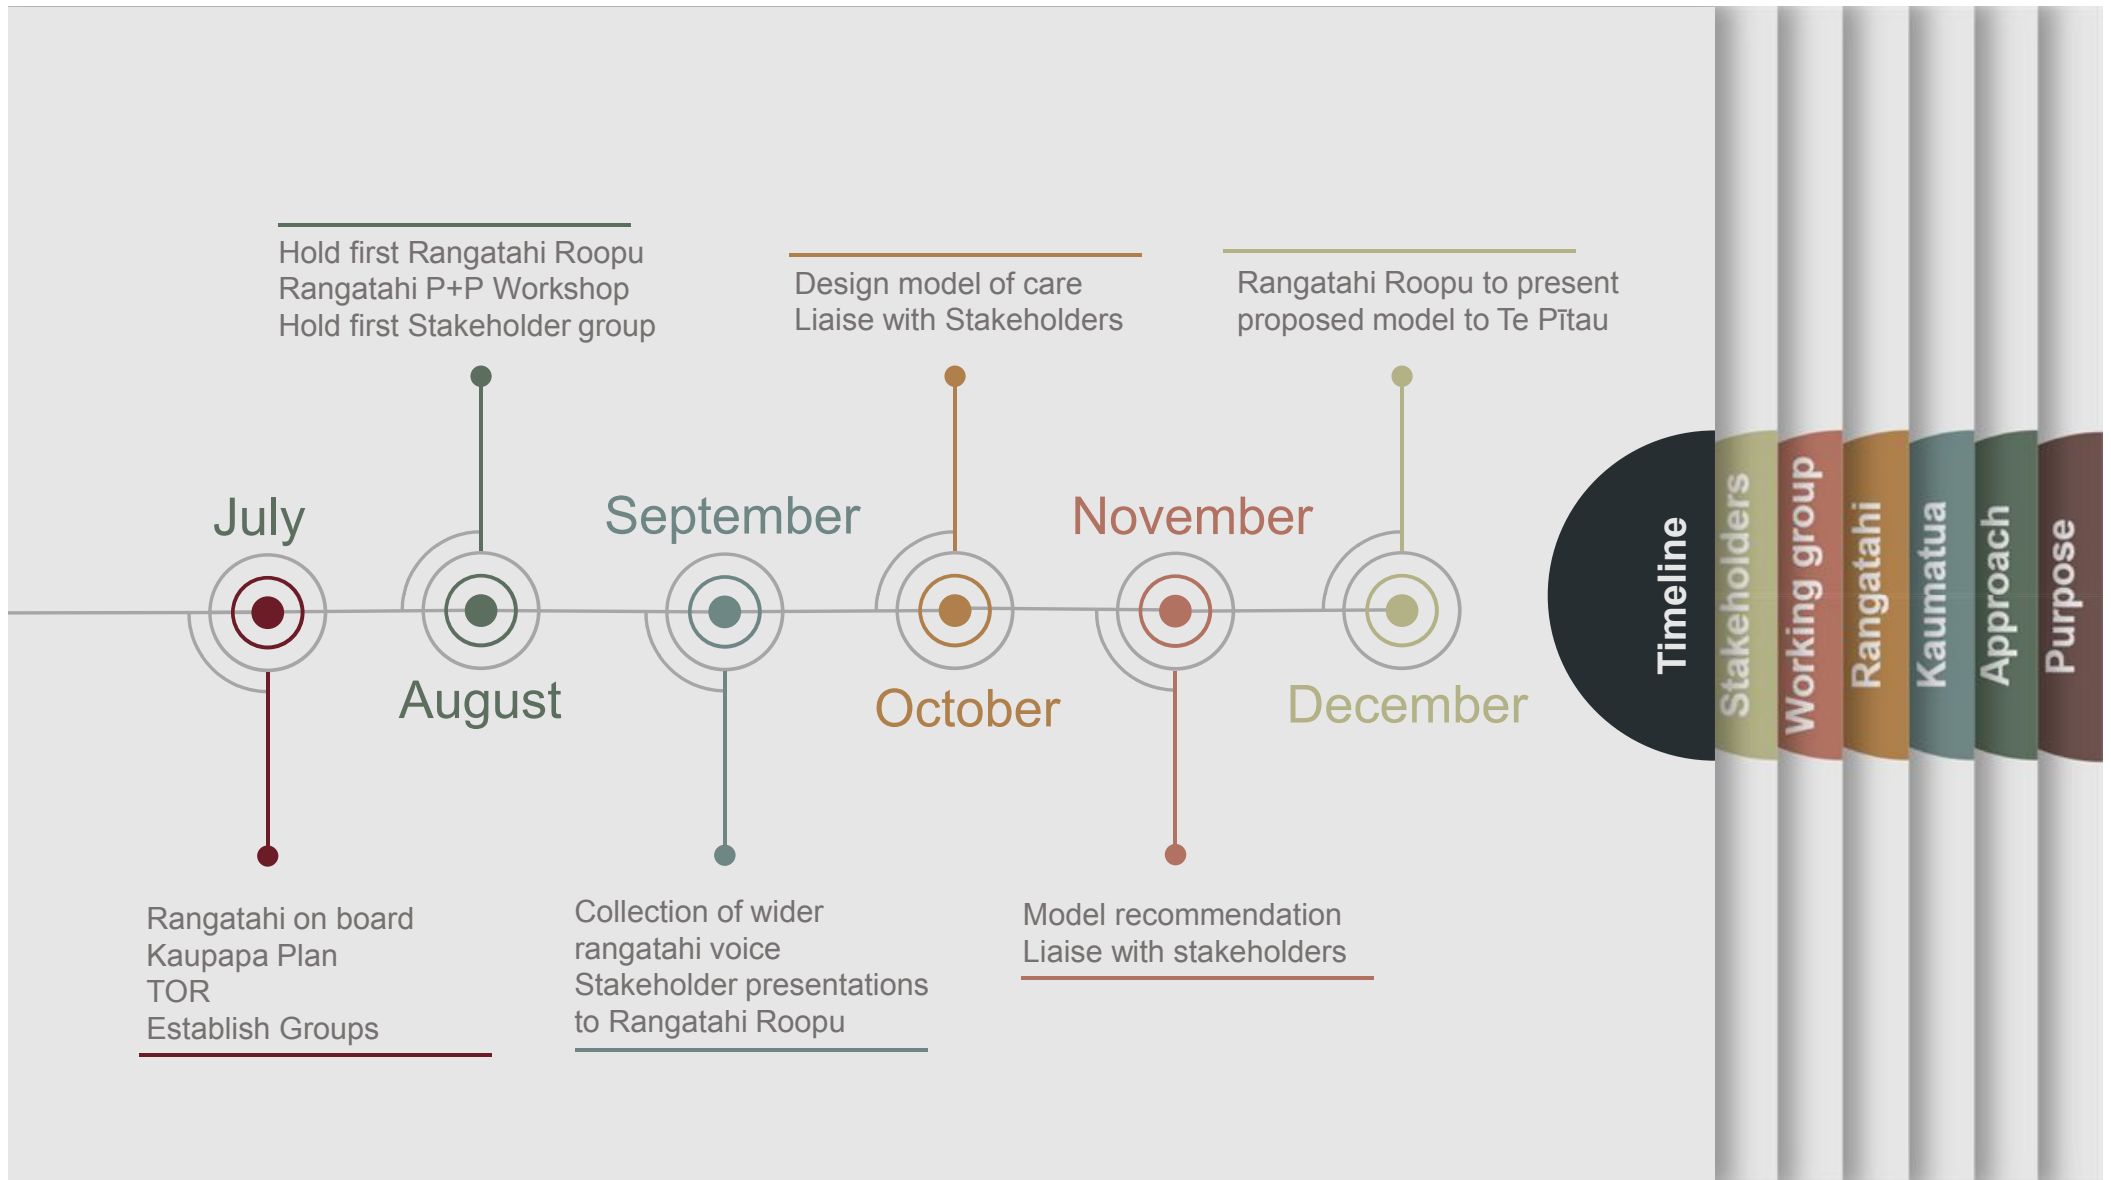 Hold first Rangatahi Roopu
Rangatahi P+P Workshop
Hold first Stakeholder group
Design model of care
Liaise with Stakeholders
Rangatahi Roopu to present
proposed model to Te Pītau
July
August
September
October
November
December
Rangatahi on board
Kaupapa Plan
TOR
Establish Groups
Collection of wider
rangatahi voice
Stakeholder presentations
to Rangatahi Roopu
Model recommendation
Liaise with stakeholders
Timeline
Stakeholders
Working group
Rangatahi
Kaumatua
Approach
Purpose